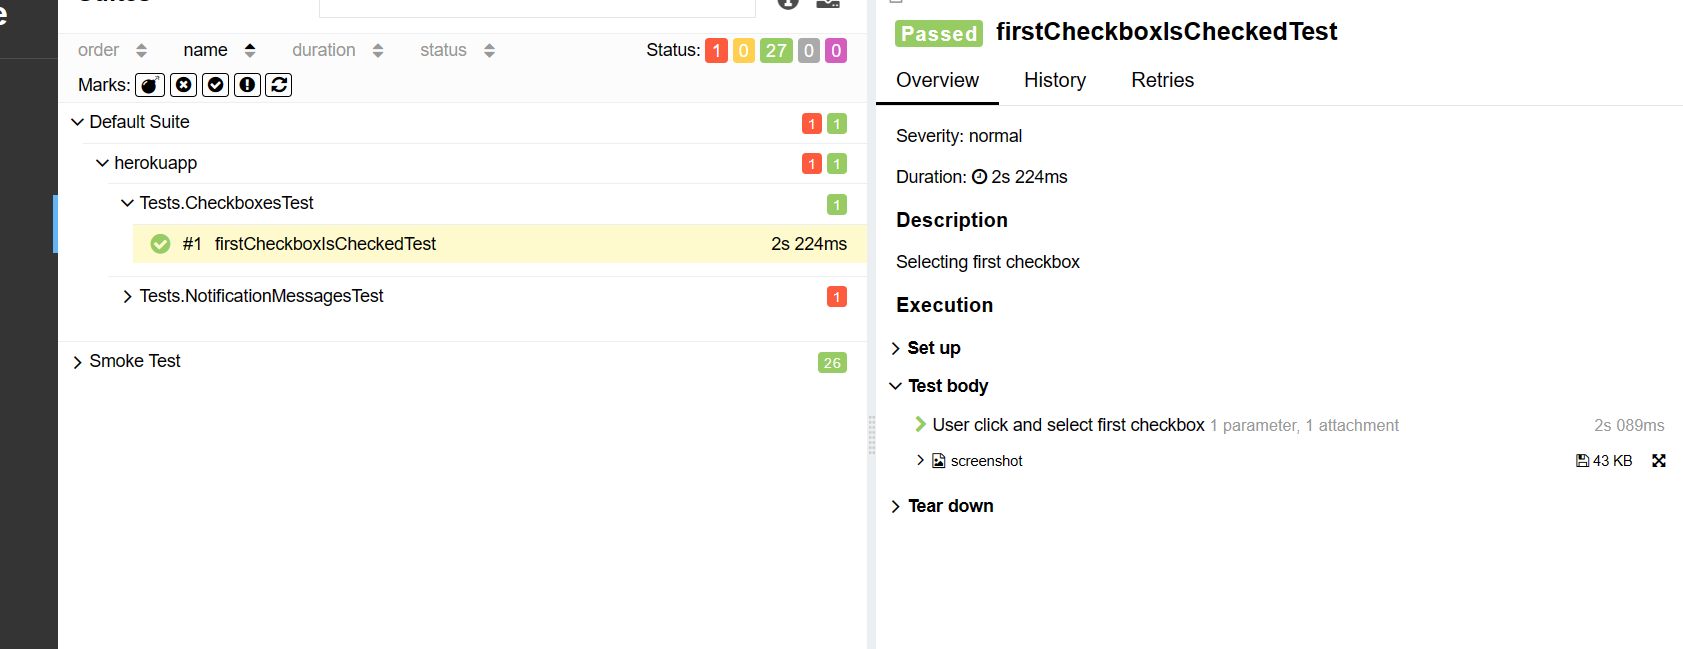 order name duration status Status: 1 0 27 0 0
Marks:
Default Suite 1 1
herokuapp 1 1
Tests.CheckboxesTest 1
#1 firstCheckboxIsCheckedTest 2s 224ms
Tests.NotificationMessagesTest 1
Smoke Test 26
Passed firstCheckboxIsCheckedTest
Overview History Retries
Severity: normal
Duration: 2s 224ms
Description
Selecting first checkbox
Execution
Set up
Test body
User click and select first checkbox 1 parameter, 1 attachment 2s 089ms
screenshot 43 KB
Tear down